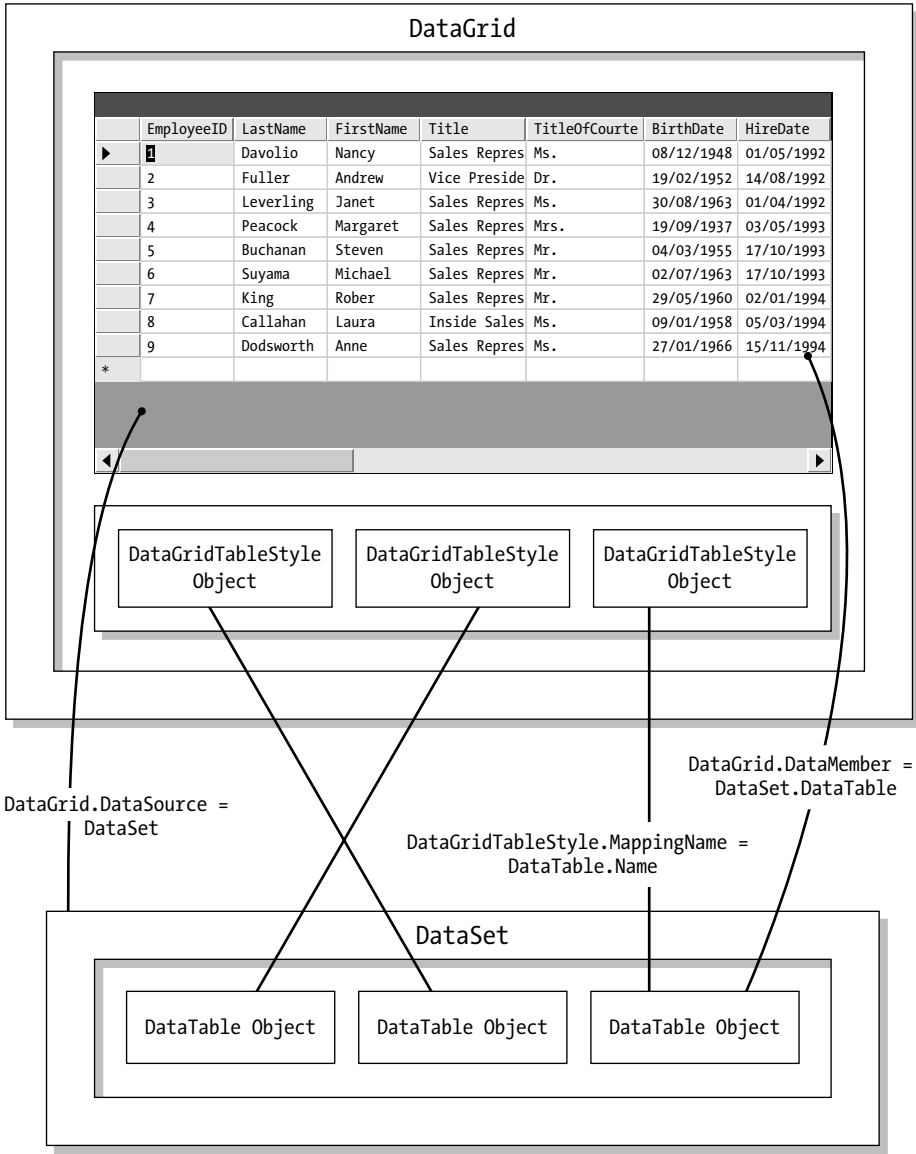 DataGrid
EmployeeID LastName FirstName Title TitleOfCourte BirthDate HireDate
1 Davolio Nancy Sales Repres Ms. 08/12/1948 01/05/1992
2 Fuller Andrew Vice Preside Dr. 19/02/1952 14/08/1992
3 Leverling Janet Sales Repres Ms. 30/08/1963 01/04/1992
4 Peacock Margaret Sales Repres Mrs. 19/09/1937 03/05/1993
5 Buchanan Steven Sales Repres Mr. 04/03/1955 17/10/1993
6 Suyama Michael Sales Repres Mr. 02/07/1963 17/10/1993
7 King Rober Sales Repres Mr. 29/05/1960 02/01/1994
8 Callahan Laura Inside Sales Ms. 09/01/1958 05/03/1994
9 Dodsworth Anne Sales Repres Ms. 27/01/1966 15/11/1994
*
DataGridTableStyle
Object
DataGridTableStyle
Object
DataGridTableStyle
Object
DataGrid.DataMember =
DataSet.DataTable
DataGrid.DataSource =
DataSet
DataGridTableStyle.MappingName =
DataTable.Name
DataSet
DataTable Object
DataTable Object
DataTable Object